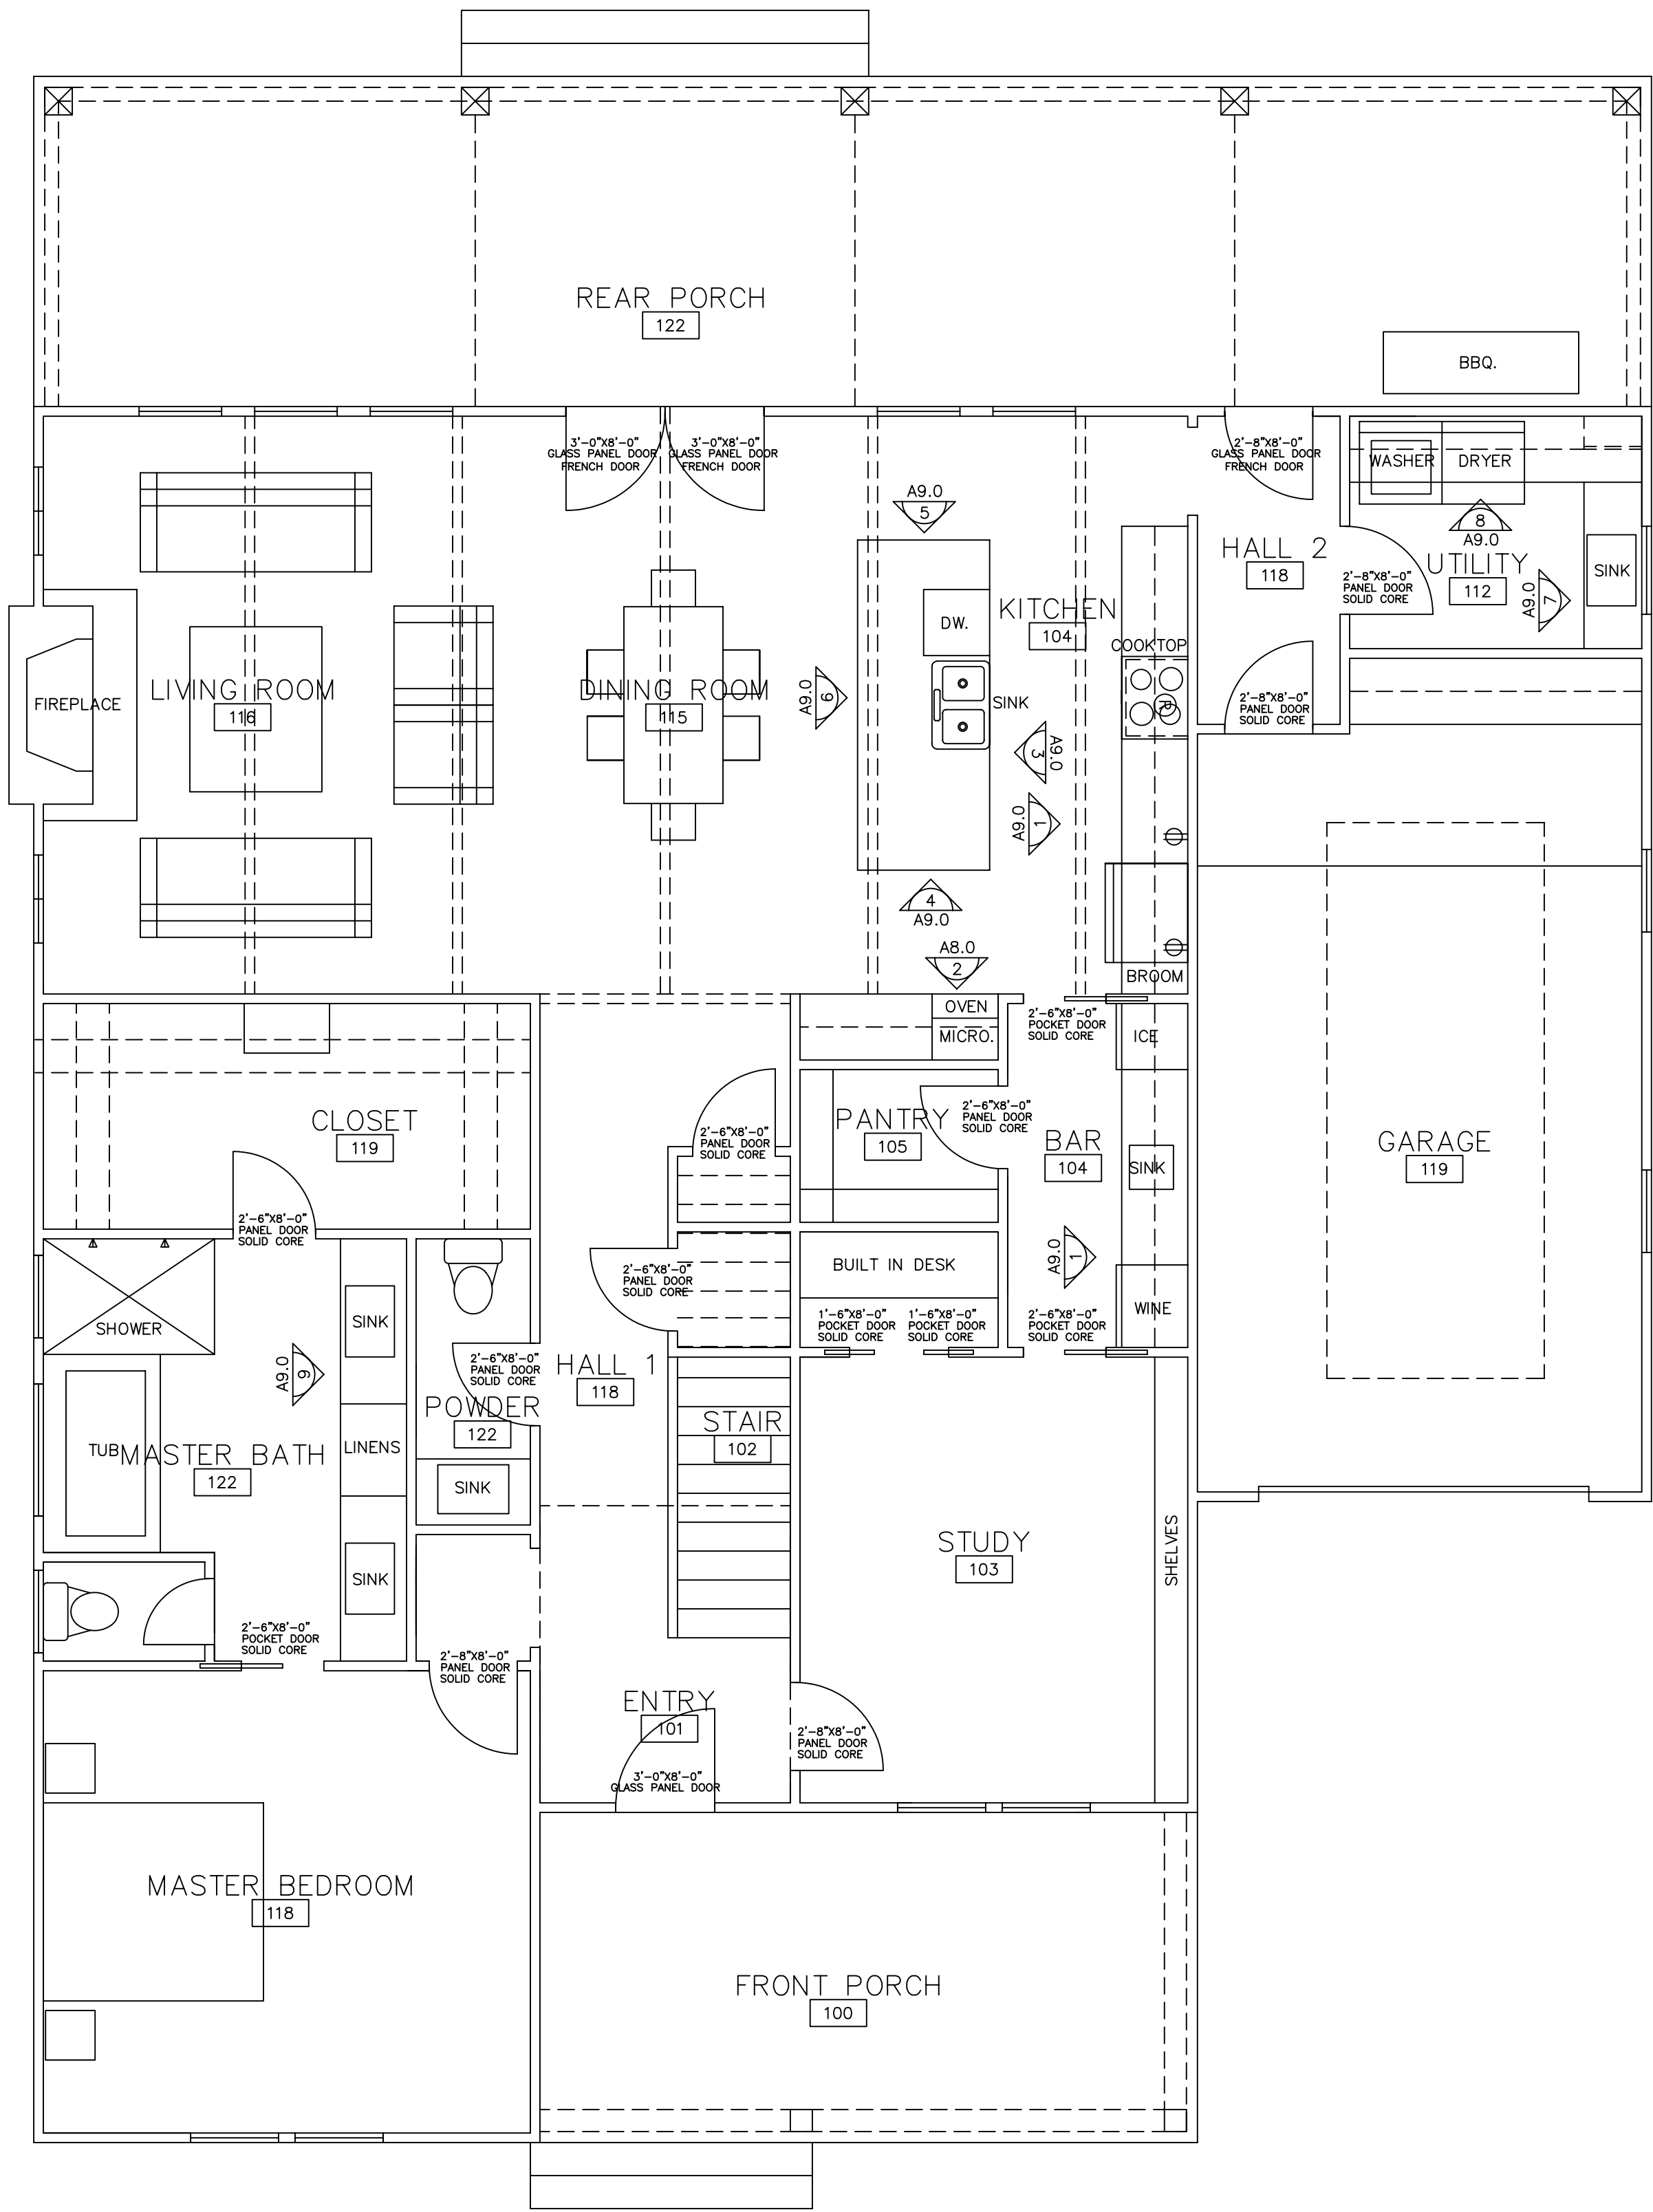 REAR PORCH
122
BBQ.
3'-0"X8'-0"
GLASS PANEL DOOR
FRENCH DOOR
3'-0"X8'-0"
GLASS PANEL DOOR
FRENCH DOOR
2'-8"X8'-0"
GLASS PANEL DOOR
FRENCH DOOR
WASHER
DRYER
A9.0
5
8
A9.0
HALL 2
118
UTILITY
112
2'-8"X8'-0"
PANEL DOOR
SOLID CORE
A9.0
7
SINK
KITCHEN
104
DW.
COOKTOP
R
LIVING ROOM
116
FIREPLACE
DINING ROOM
115
A9.0
6
SINK
2'-8"X8'-0"
PANEL DOOR
SOLID CORE
3
A9.0
A9.0
1
4
A9.0
A8.0
2
BROOM
OVEN
MICRO.
2'-6"X8'-0"
POCKET DOOR
SOLID CORE
ICE
CLOSET
119
2'-6"X8'-0"
PANEL DOOR
SOLID CORE
PANTRY
105
2'-6"X8'-0"
PANEL DOOR
SOLID CORE
BAR
104
SINK
GARAGE
119
2'-6"X8'-0"
PANEL DOOR
SOLID CORE
2'-6"X8'-0"
PANEL DOOR
SOLID CORE
BUILT IN DESK
A9.0
1
WINE
1'-6"X8'-0"
POCKET DOOR
SOLID CORE
1'-6"X8'-0"
POCKET DOOR
SOLID CORE
2'-6"X8'-0"
POCKET DOOR
SOLID CORE
SHOWER
SINK
A9.0
9
2'-6"X8'-0"
PANEL DOOR
SOLID CORE
HALL 1
118
POWDER
122
STAIR
102
TUB
MASTER BATH
122
LINENS
SINK
STUDY
103
SHELVES
SINK
2'-6"X8'-0"
POCKET DOOR
SOLID CORE
2'-8"X8'-0"
PANEL DOOR
SOLID CORE
ENTRY
101
2'-8"X8'-0"
PANEL DOOR
SOLID CORE
3'-0"X8'-0"
GLASS PANEL DOOR
MASTER BEDROOM
118
FRONT PORCH
100